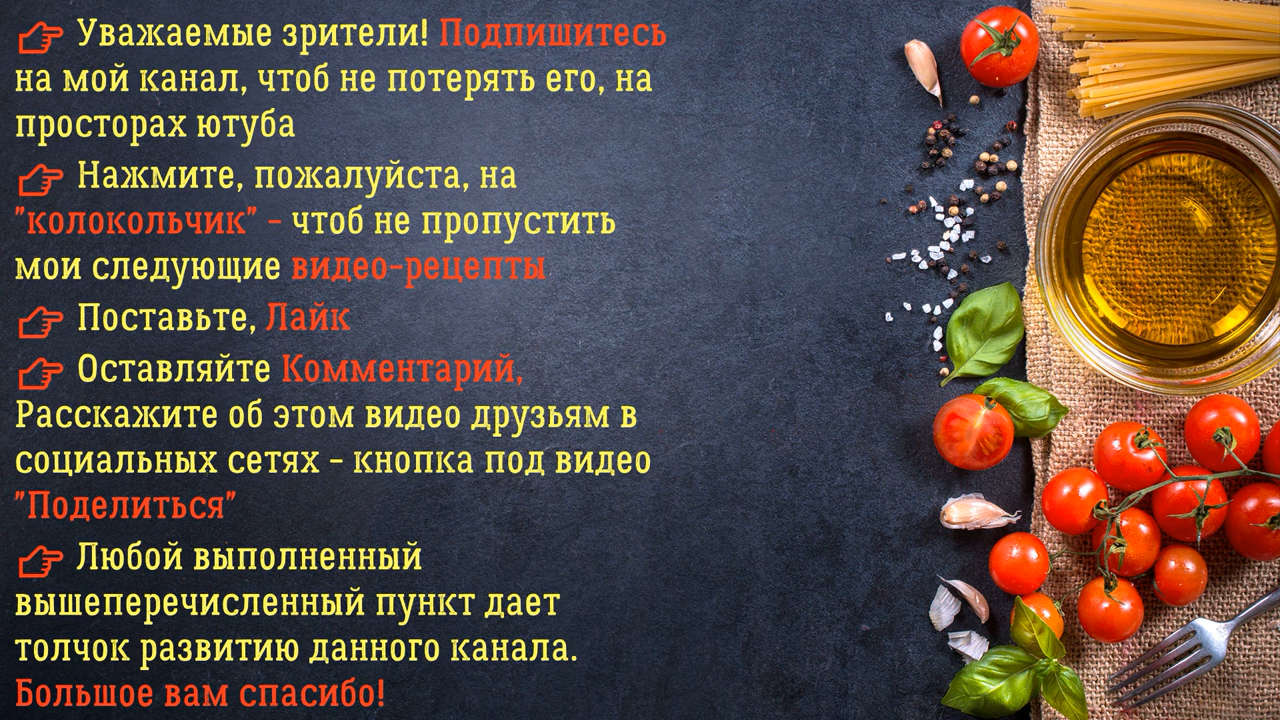 Уважаемые зрители! Подпишитесь
на мой канал, чтоб не потерять его, на
просторах ютуба
Нажмите, пожалуйста, на
"колокольчик" - чтоб не пропустить
мои следующие видео-рецепты
Поставьте, Лайк
Оставляйте Комментарий,
Расскажите об этом видео друзьям в
социальных сетях - кнопка под видео
"Поделиться"
Любой выполненный
вышеперечисленный пункт дает
толчок развитию данного канала.
Большое вам спасибо!